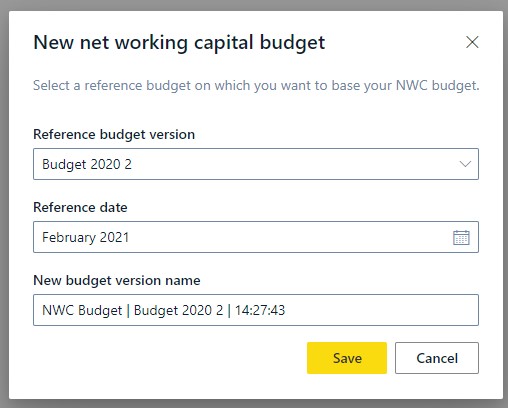 New net working capital budget
Select a reference budget on which you want to base your NWC budget.
Reference budget version
Budget 2020 2
Reference date
February 2021
New budget version name
NWC Budget | Budget 2020 2 | 14:27:43
Save Cancel